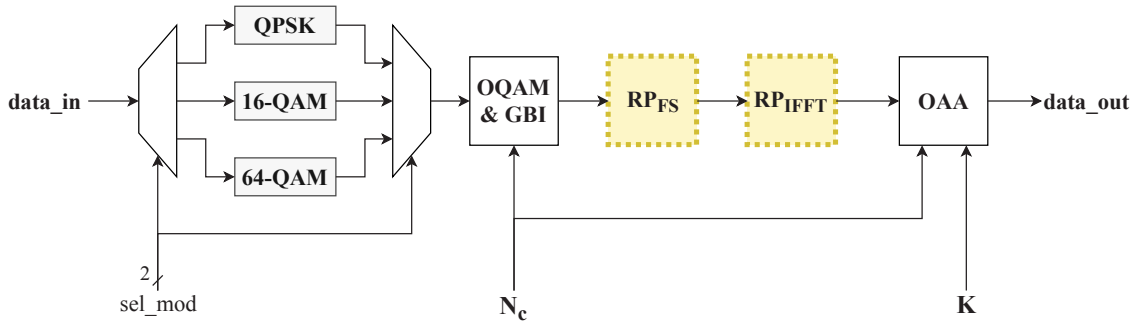 QPSK
data_in
16-QAM
64-QAM
OQAM
& GBI
RP_FS
RP_IFFT
OAA
data_out
2
sel_mod
N_c
K